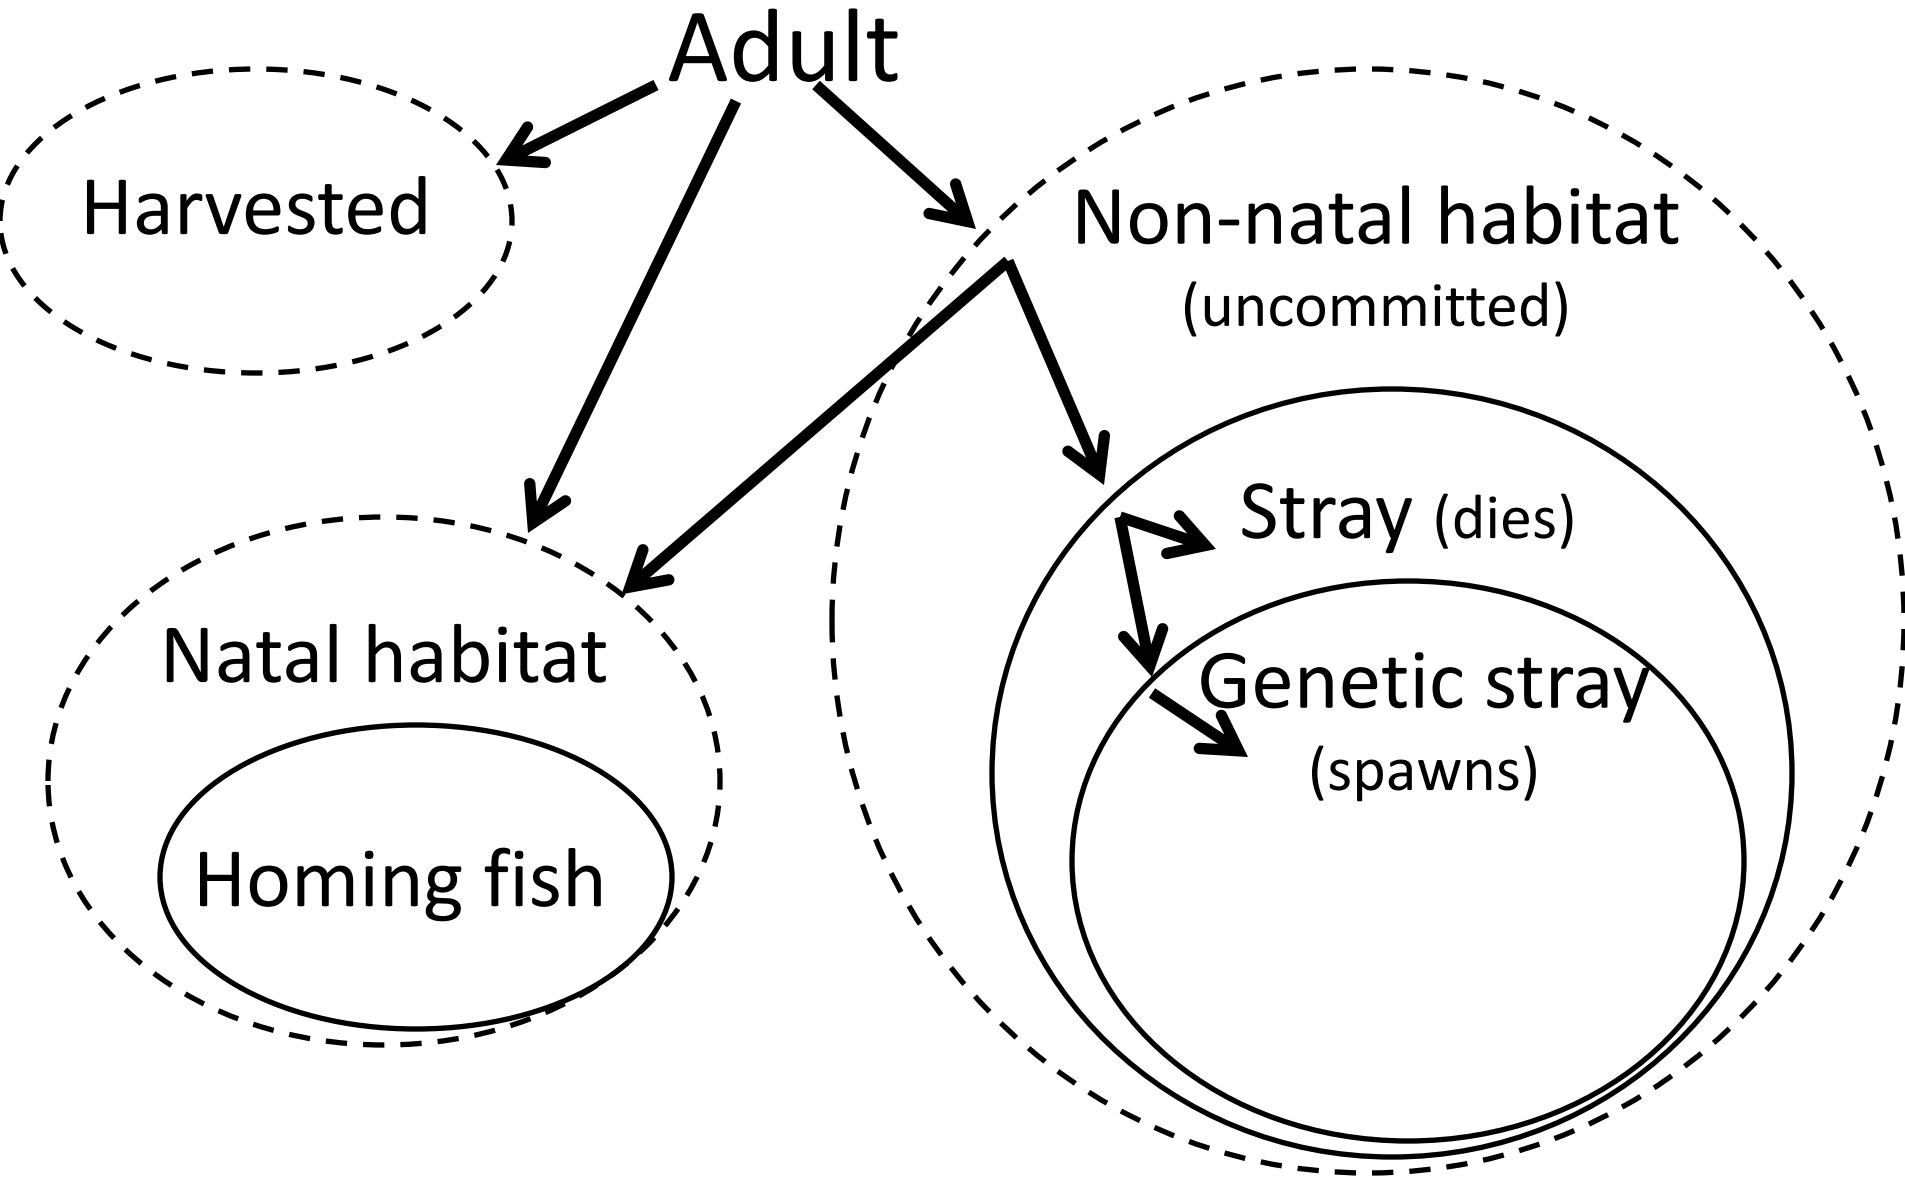 Adult
Harvested
Non-natal habitat
(uncommitted)
Stray (dies)
Genetic stray
(spawns)
Natal habitat
Homing fish